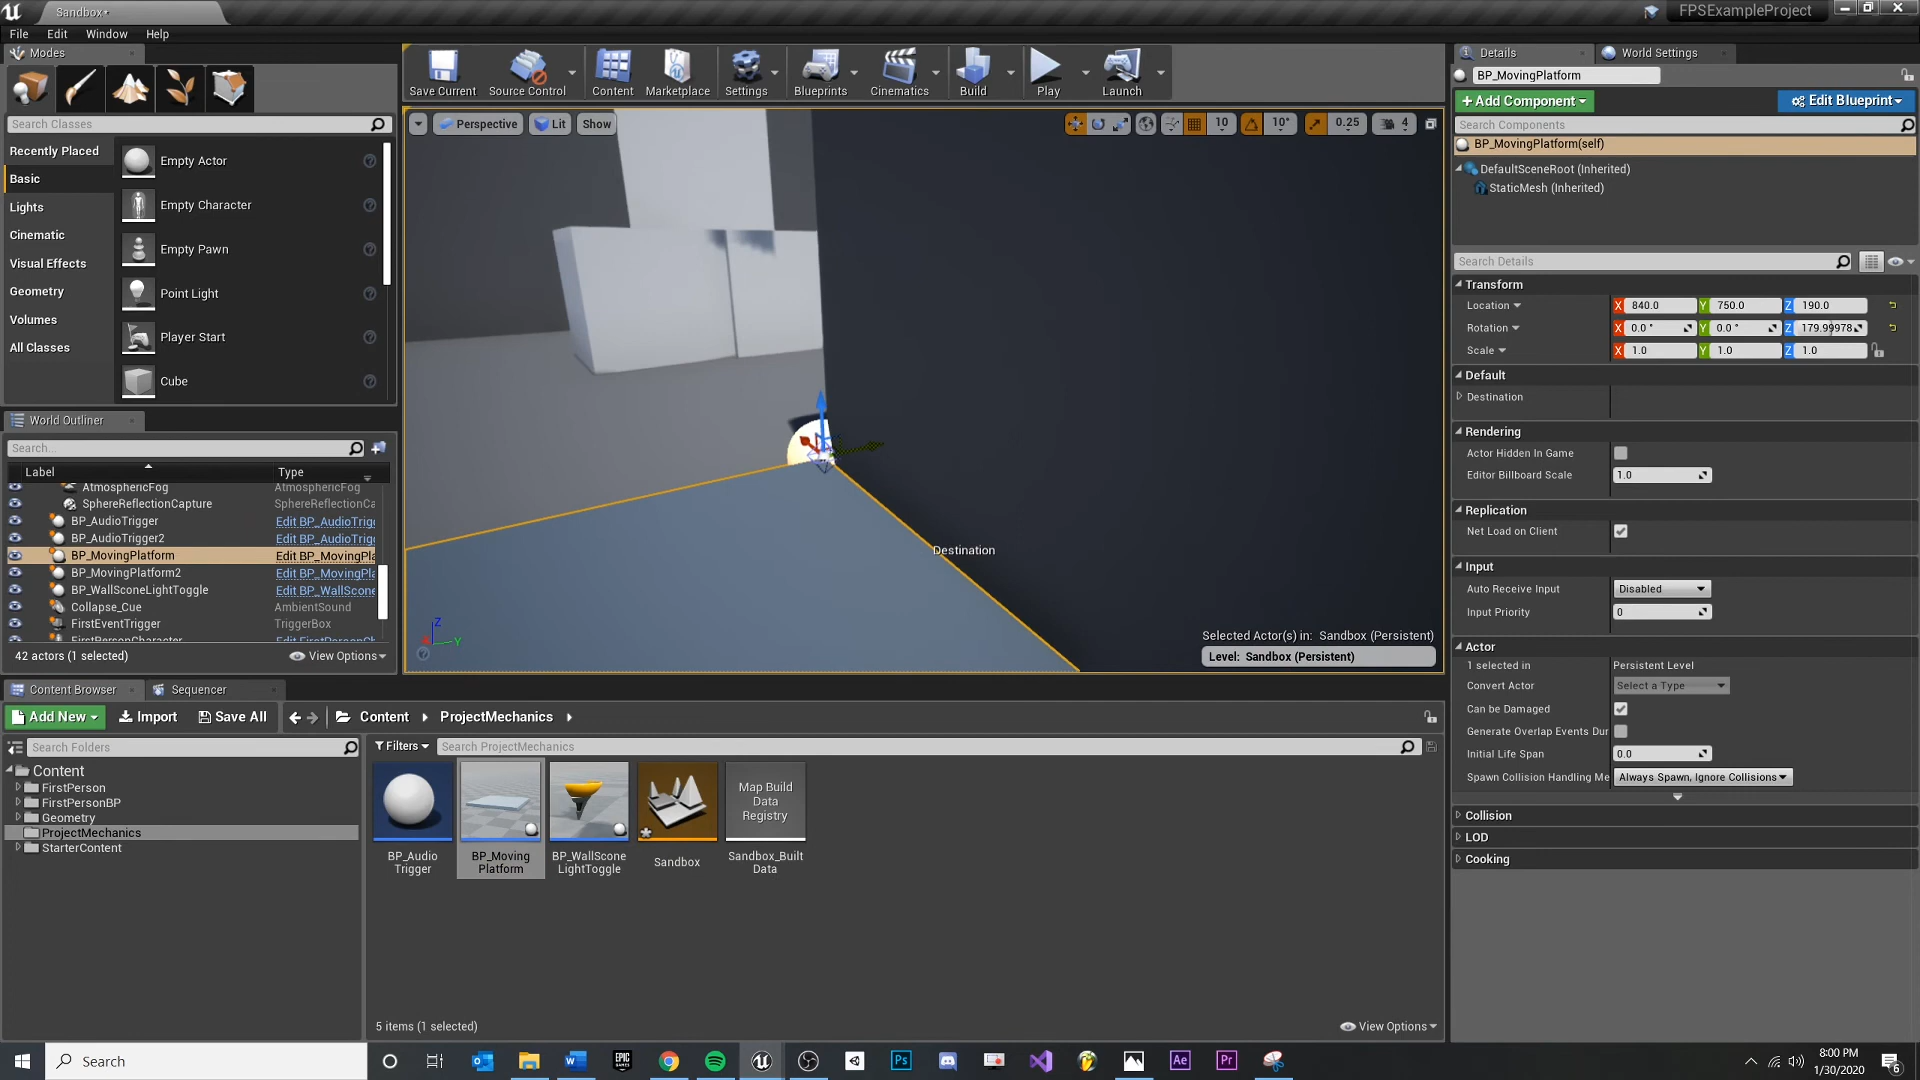 Sandbox•
FPSExampleProject
File Edit Window Help
Modes
Search Classes
Recently Placed
Basic
Lights
Cinematic
Visual Effects
Geometry
Volumes
All Classes
Empty Actor
Empty Character
Empty Pawn
Point Light
Player Start
Cube
World Outliner
Search...
Label Type
AtmosphericFog AtmosphericFog
SphereReflectionCapture SphereReflectionCa
BP_AudioTrigger Edit BP_AudioTrig
BP_AudioTrigger2 Edit BP_AudioTrig
BP_MovingPlatform Edit BP_MovingPla
BP_MovingPlatform2 Edit BP_MovingPla
BP_WallSconeLightToggle Edit BP_WallScone
Collapse_Cue AmbientSound
FirstEventTrigger TriggerBox
FirstPersonCharacter Edit FirstPersonCh
42 actors (1 selected) View Options
Save Current Source Control Content Marketplace Settings Blueprints Cinematics Build Play Launch
Perspective Lit Show 10 10° 0.25 4
Destination
Z
Y
Selected Actor(s) in: Sandbox (Persistent)
Level: Sandbox (Persistent)
Details World Settings
BP_MovingPlatform
+Add Component Edit Blueprint
Search Components
BP_MovingPlatform(self)
DefaultSceneRoot (Inherited)
StaticMesh (Inherited)
Search Details
Transform
Location X 840.0 Y 750.0 Z 190.0
Rotation X 0.0 ° Y 0.0 ° Z 179.99978
Scale X 1.0 Y 1.0 Z 1.0
Default
Destination
Rendering
Actor Hidden In Game
Editor Billboard Scale 1.0
Replication
Net Load on Client
Input
Auto Receive Input Disabled
Input Priority 0
Actor
1 selected in Persistent Level
Convert Actor Select a Type
Can be Damaged
Generate Overlap Events Dur
Initial Life Span 0.0
Spawn Collision Handling Me Always Spawn, Ignore Collisions
Collision
LOD
Cooking
Content Browser Sequencer
Add New Import Save All Content ProjectMechanics
Search Folders
Filters Search ProjectMechanics
Content
FirstPerson
FirstPersonBP
Geometry
ProjectMechanics
StarterContent
BP_Audio
Trigger
BP_Moving
Platform
BP_WallScone
LightToggle
Sandbox
Map Build
Data
Registry
Sandbox_Built
Data
5 items (1 selected) View Options
Search
EPIC
GAMES
Ps
Ae
Pr
8:00 PM
1/30/2020
6